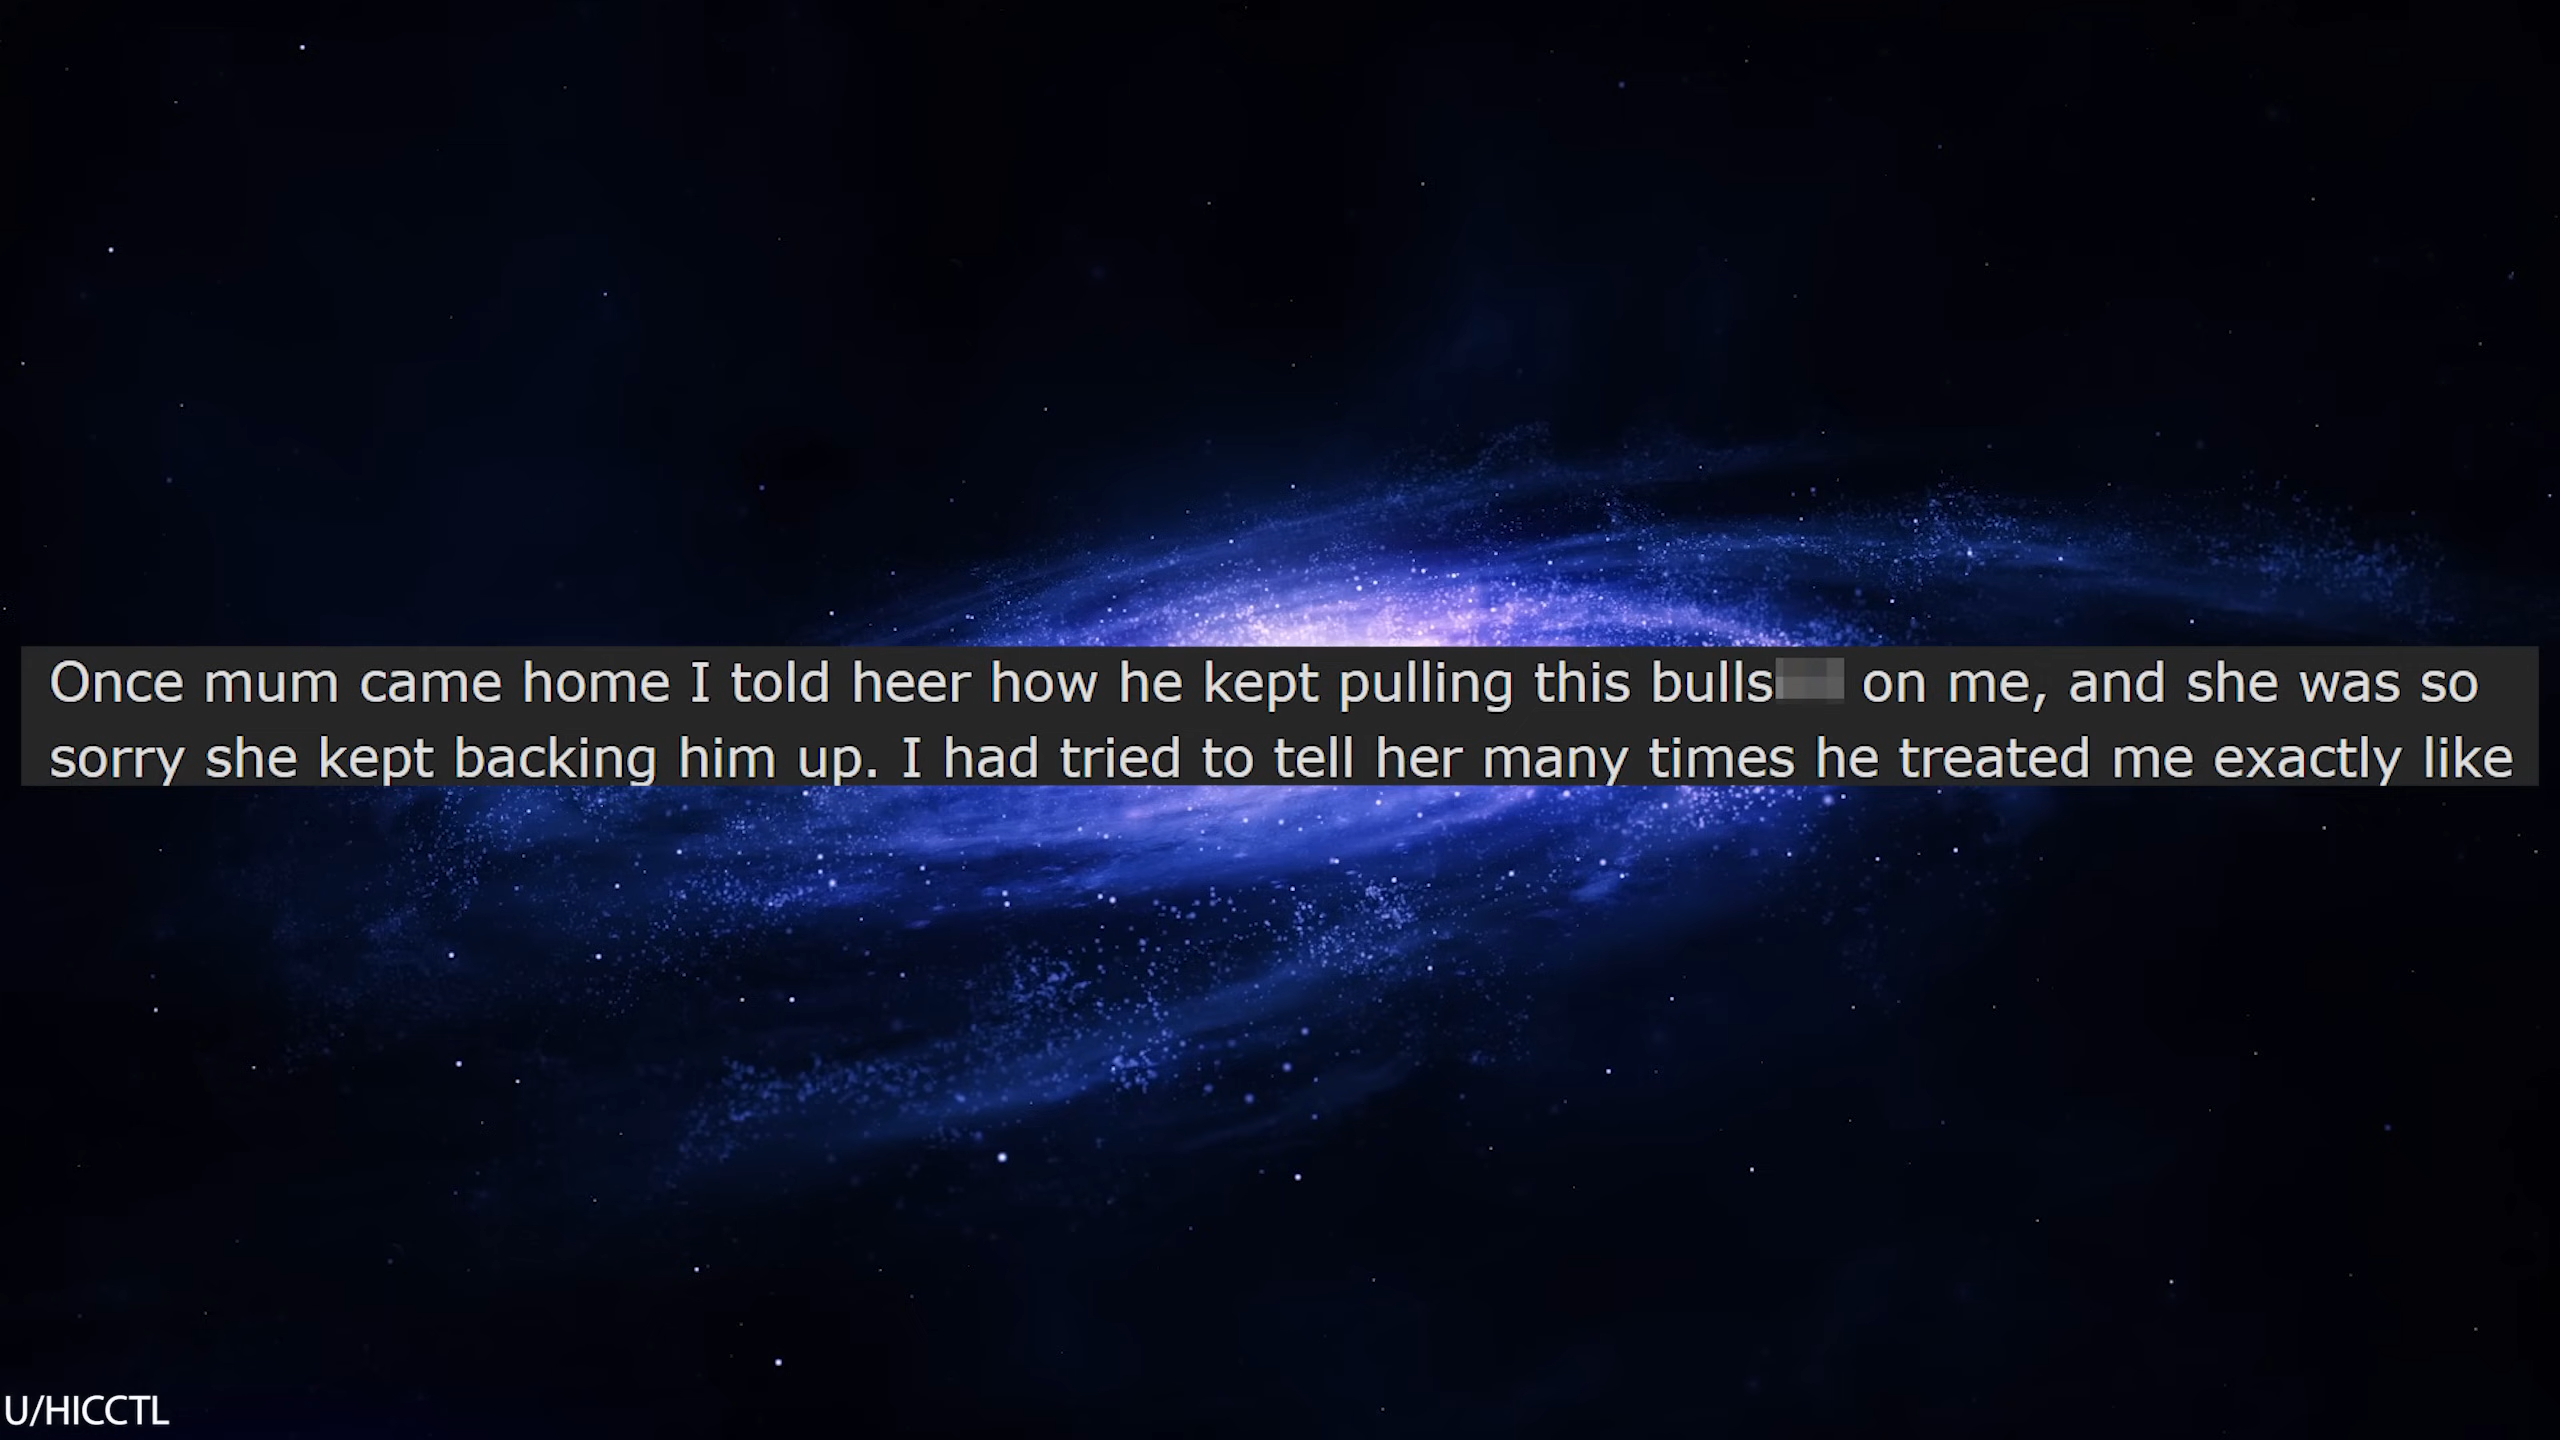 Once mum came home I told heer how he kept pulling this bulls on me, and she was so
sorry she kept backing him up. I had tried to tell her many times he treated me exactly like
U/HICCTL